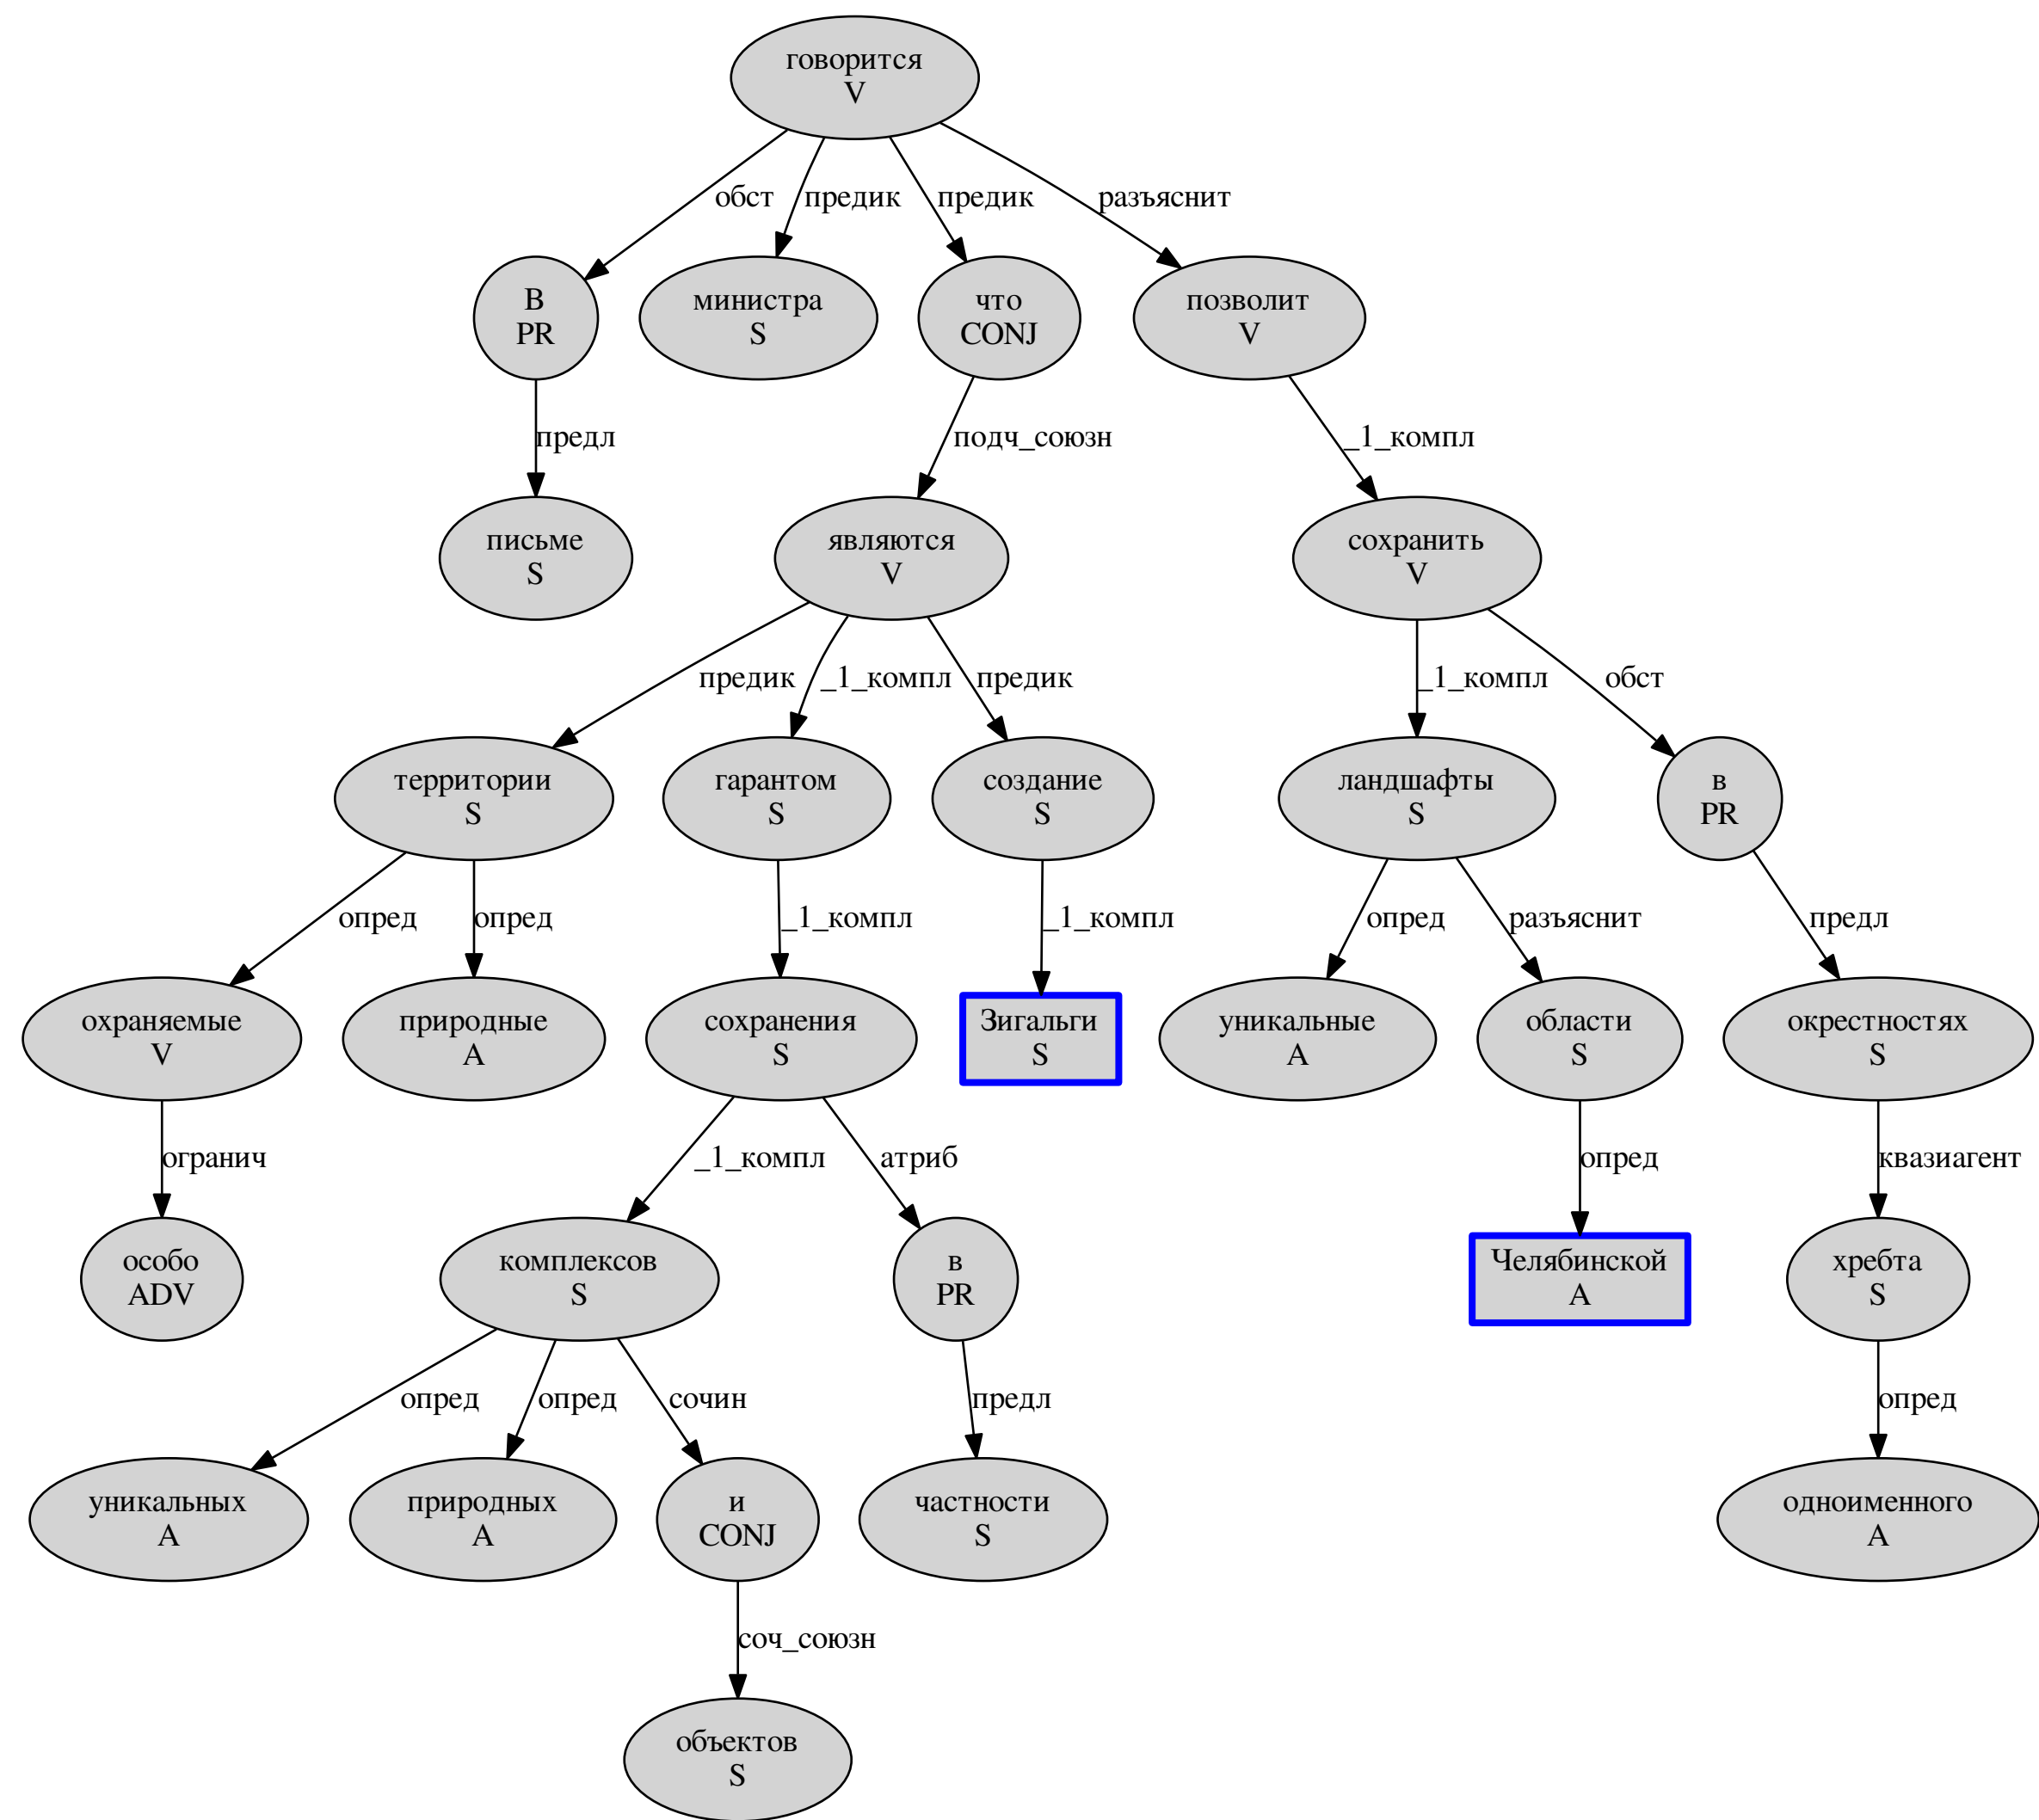 говорится
V
обст
предик
предик
разъяснит
В
PR
министра
S
что
CONJ
позволит
V
предл
подч_союзн
_1_компл
письме
S
являются
V
сохранить
V
предик
_1_компл
предик
_1_компл
обст
территории
S
гарантом
S
создание
S
ландшафты
S
в
PR
опред
опред
_1_компл
_1_компл
опред
разъяснит
предл
охраняемые
V
природные
A
сохранения
S
Зигальги
S
уникальные
A
области
S
окрестностях
S
огранич
_1_компл
атриб
опред
квазиагент
особо
ADV
комплексов
S
в
PR
Челябинской
A
хребта
S
опред
опред
сочин
предл
опред
уникальных
A
природных
A
и
CONJ
частности
S
одноименного
A
соч_союзн
объектов
S